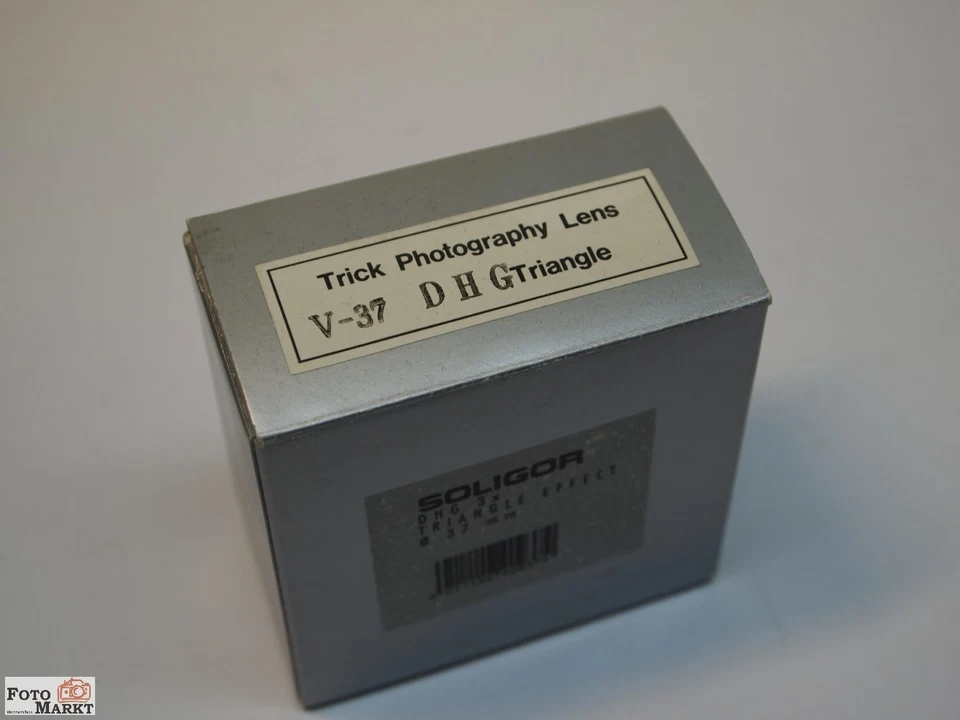 Trick Photography Lens
V-37 DHG Triangle
SOLIGOR
DHG 3x
TRIANGLE EFFECT
Ø 37 mm
FOTO
MARKT